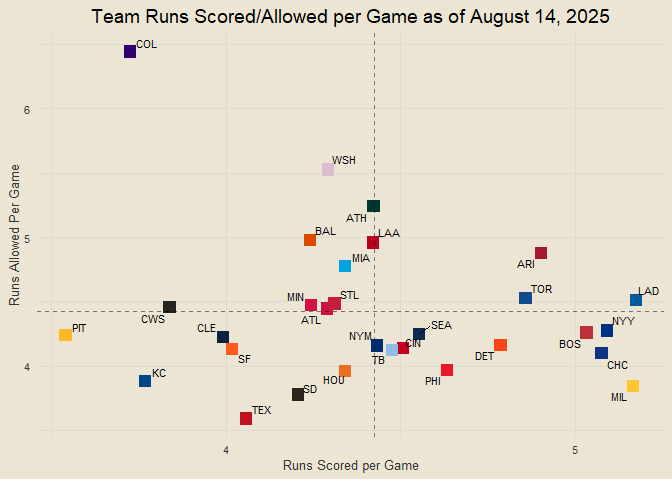 Team Runs Scored/Allowed per Game as of August 14, 2025
COL
6
WSH
ATH
BAL
LAA
5
MIA
ARI
Runs Allowed Per Game
TOR
LAD
MIN
STL
ATL
CWS
PIT
CLE
NYM
SEA
NYY
CIN
BOS
SF
TB
DET
CHC
4
KC
HOU
PHI
SD
MIL
TEX
4
5
Runs Scored per Game